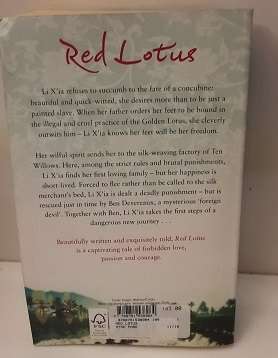 Red Lotus
Li X'ia refuses to succumb to the fate of a concubine:
beautiful and quick-witted, she desires more than to be just a
painted slave. When her father orders her feet to be bound in
the illegal and cruel practice of the Golden Lotus, she cleverly
outwits him – Li X'ia knows her feet will be her freedom.
Her wilful spirit sends her to the silk-weaving factory of Ten
Willows. Here, among the strict rules and brutal punishments,
Li X'ia finds her first loving family – but her happiness is
short lived. Forced to flee rather than be called to the silk
merchant's bed, Li X'ia is dealt a deadly punishment – but is
rescued just in time by Ben Devereaux, a mysterious 'foreign
devil'. Together with Ben, Li X'ia takes the first steps of a
dangerous new journey . . .
Beautifully written and exquisitely told, Red Lotus
is a captivating tale of forbidden love,
passion and courage.
FSC
RED LOTUS